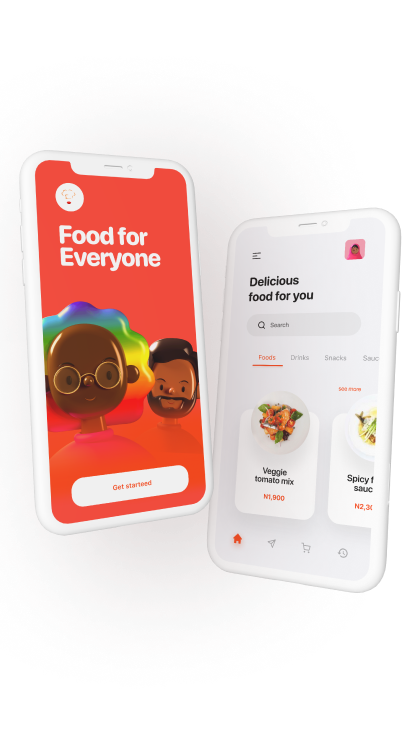 Food for
Everyone
Get starteed
Delicious
food for you
Search
Foods Drinks Snacks Sauc
see more
Veggie
tomato mix
N1,900
Spicy f
sauc
N2,30